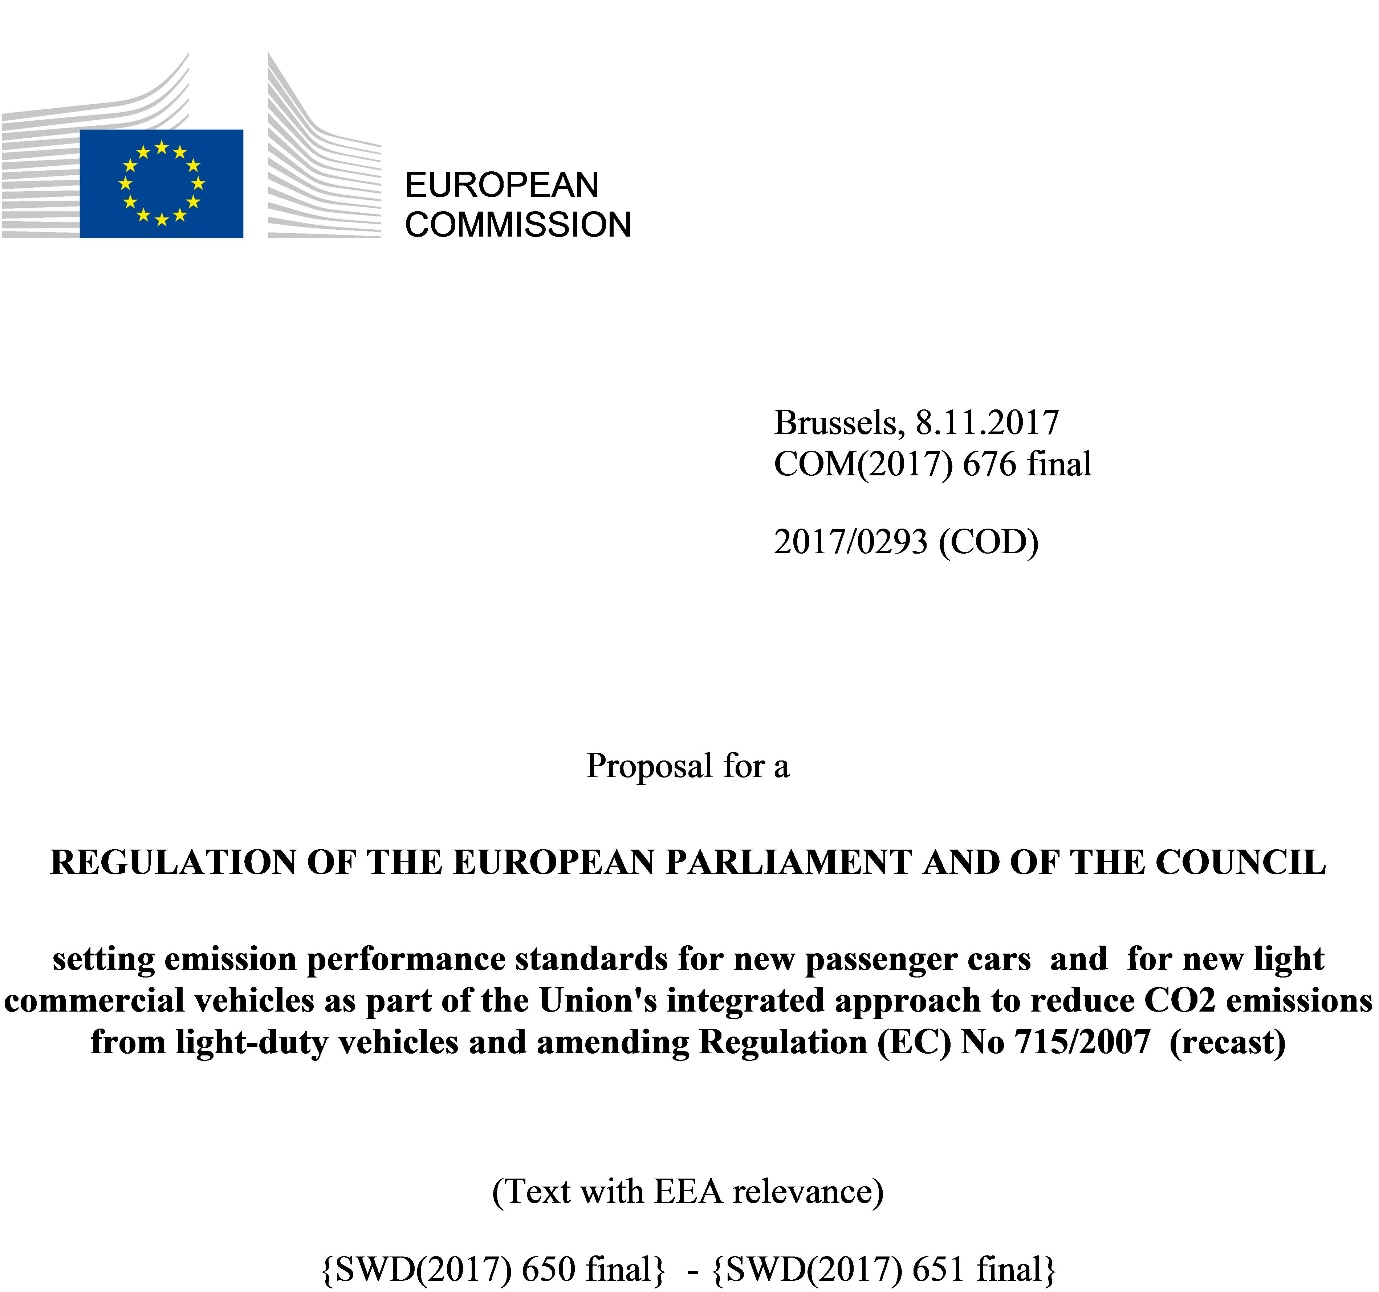 EUROPEAN
COMMISSION
Brussels, 8.11.2017
COM(2017) 676 final
2017/0293 (COD)
Proposal for a
REGULATION OF THE EUROPEAN PARLIAMENT AND OF THE COUNCIL
setting emission performance standards for new passenger cars and for new light
commercial vehicles as part of the Union's integrated approach to reduce CO2 emissions
from light-duty vehicles and amending Regulation (EC) No 715/2007 (recast)
(Text with EEA relevance)
{SWD(2017) 650 final} - {SWD(2017) 651 final}